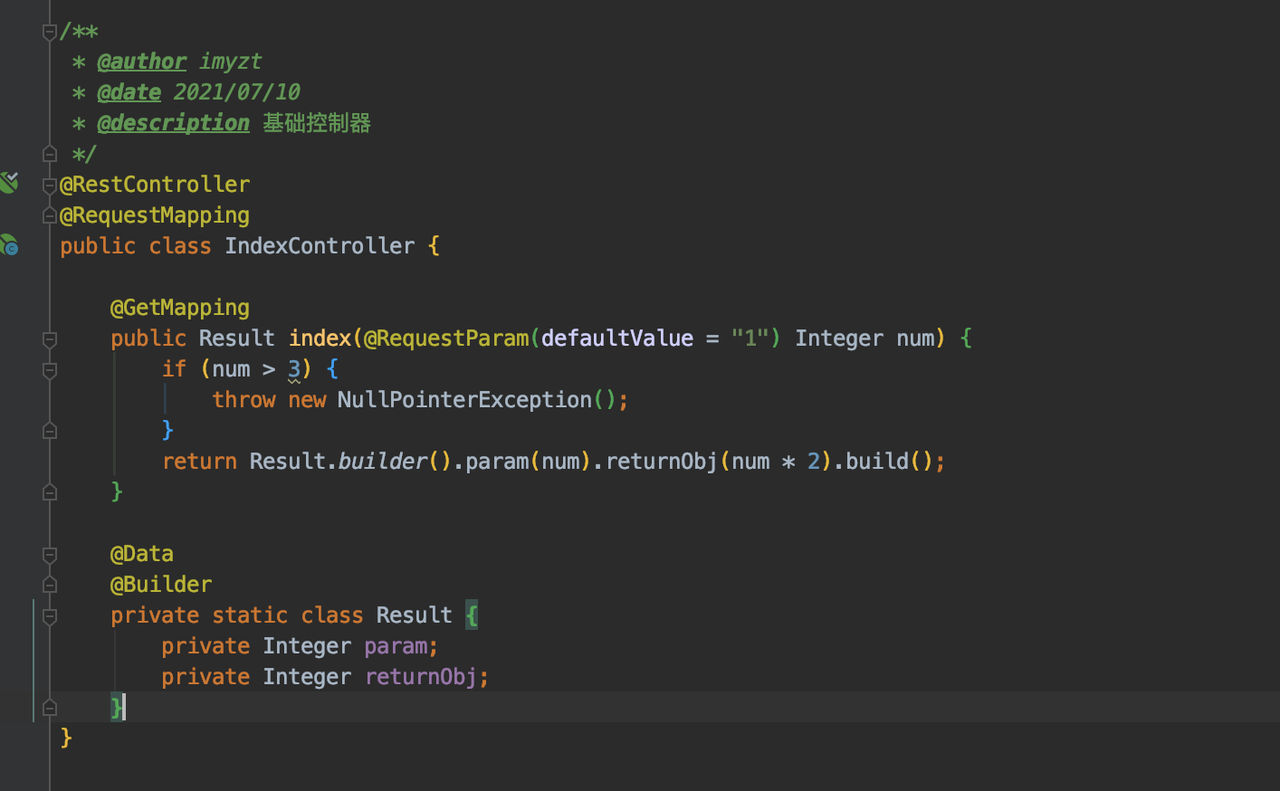 /**
 * @author imyzt
 * @date 2021/07/10
 * @description 基础控制器
 */
@RestController
@RequestMapping
public class IndexController {
    @GetMapping
    public Result index(@RequestParam(defaultValue = "1") Integer num) {
        if (num > 3) {
            throw new NullPointerException();
        }
        return Result.builder().param(num).returnObj(num * 2).build();
    }
    @Data
    @Builder
    private static class Result {
        private Integer param;
        private Integer returnObj;
    }
}